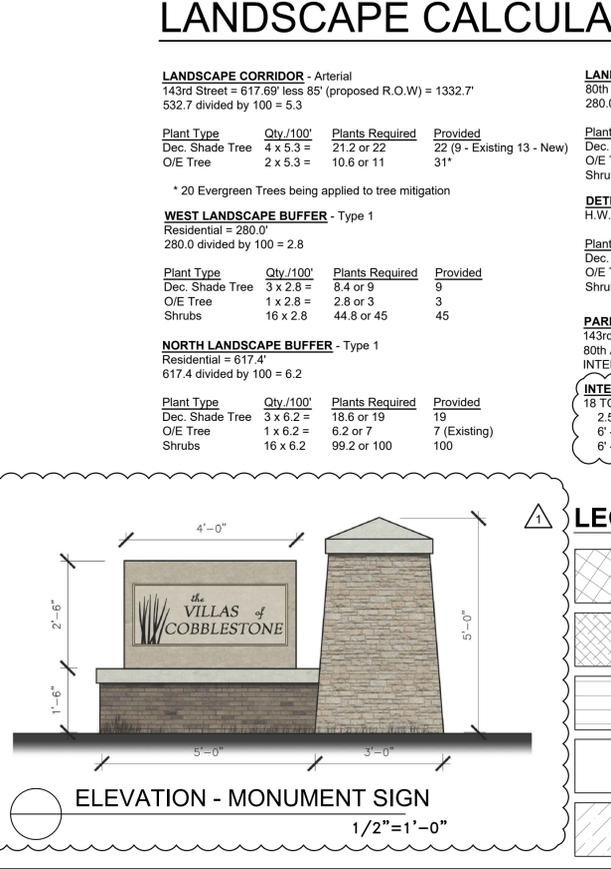 LANDSCAPE CALCULA
LANDSCAPE CORRIDOR - Arterial
143rd Street = 617.69' less 85' (proposed R.O.W) = 1332.7'
532.7 divided by 100 = 5.3
Plant Type Qty./100' Plants Required Provided
Dec. Shade Tree 4 x 5.3 = 21.2 or 22 22 (9 - Existing 13 - New)
O/E Tree 2 x 5.3 = 10.6 or 11 31*
* 20 Evergreen Trees being applied to tree mitigation
WEST LANDSCAPE BUFFER - Type 1
Residential = 280.0'
280.0 divided by 100 = 2.8
Plant Type Qty./100' Plants Required Provided
Dec. Shade Tree 3 x 2.8 = 8.4 or 9 9
O/E Tree 1 x 2.8 = 2.8 or 3 3
Shrubs 16 x 2.8 44.8 or 45 45
NORTH LANDSCAPE BUFFER - Type 1
Residential = 617.4'
617.4 divided by 100 = 6.2
Plant Type Qty./100' Plants Required Provided
Dec. Shade Tree 3 x 6.2 = 18.6 or 19 19
O/E Tree 1 x 6.2 = 6.2 or 7 7 (Existing)
Shrubs 16 x 6.2 99.2 or 100 100
LAND
80th
280.0
Plant
Dec.
O/E T
Shru
DETE
H.W.
Plant
Dec.
O/E T
Shru
PARK
143rd
80th A
INTE
INTE
18 TO
2.5
6' -
6' -
1
LEG
4'-0"
2'-6"
1'-6"
5'-0"
the
VILLAS of
COBBLESTONE
5'-0" 3'-0"
ELEVATION - MONUMENT SIGN
1/2"=1'-0"